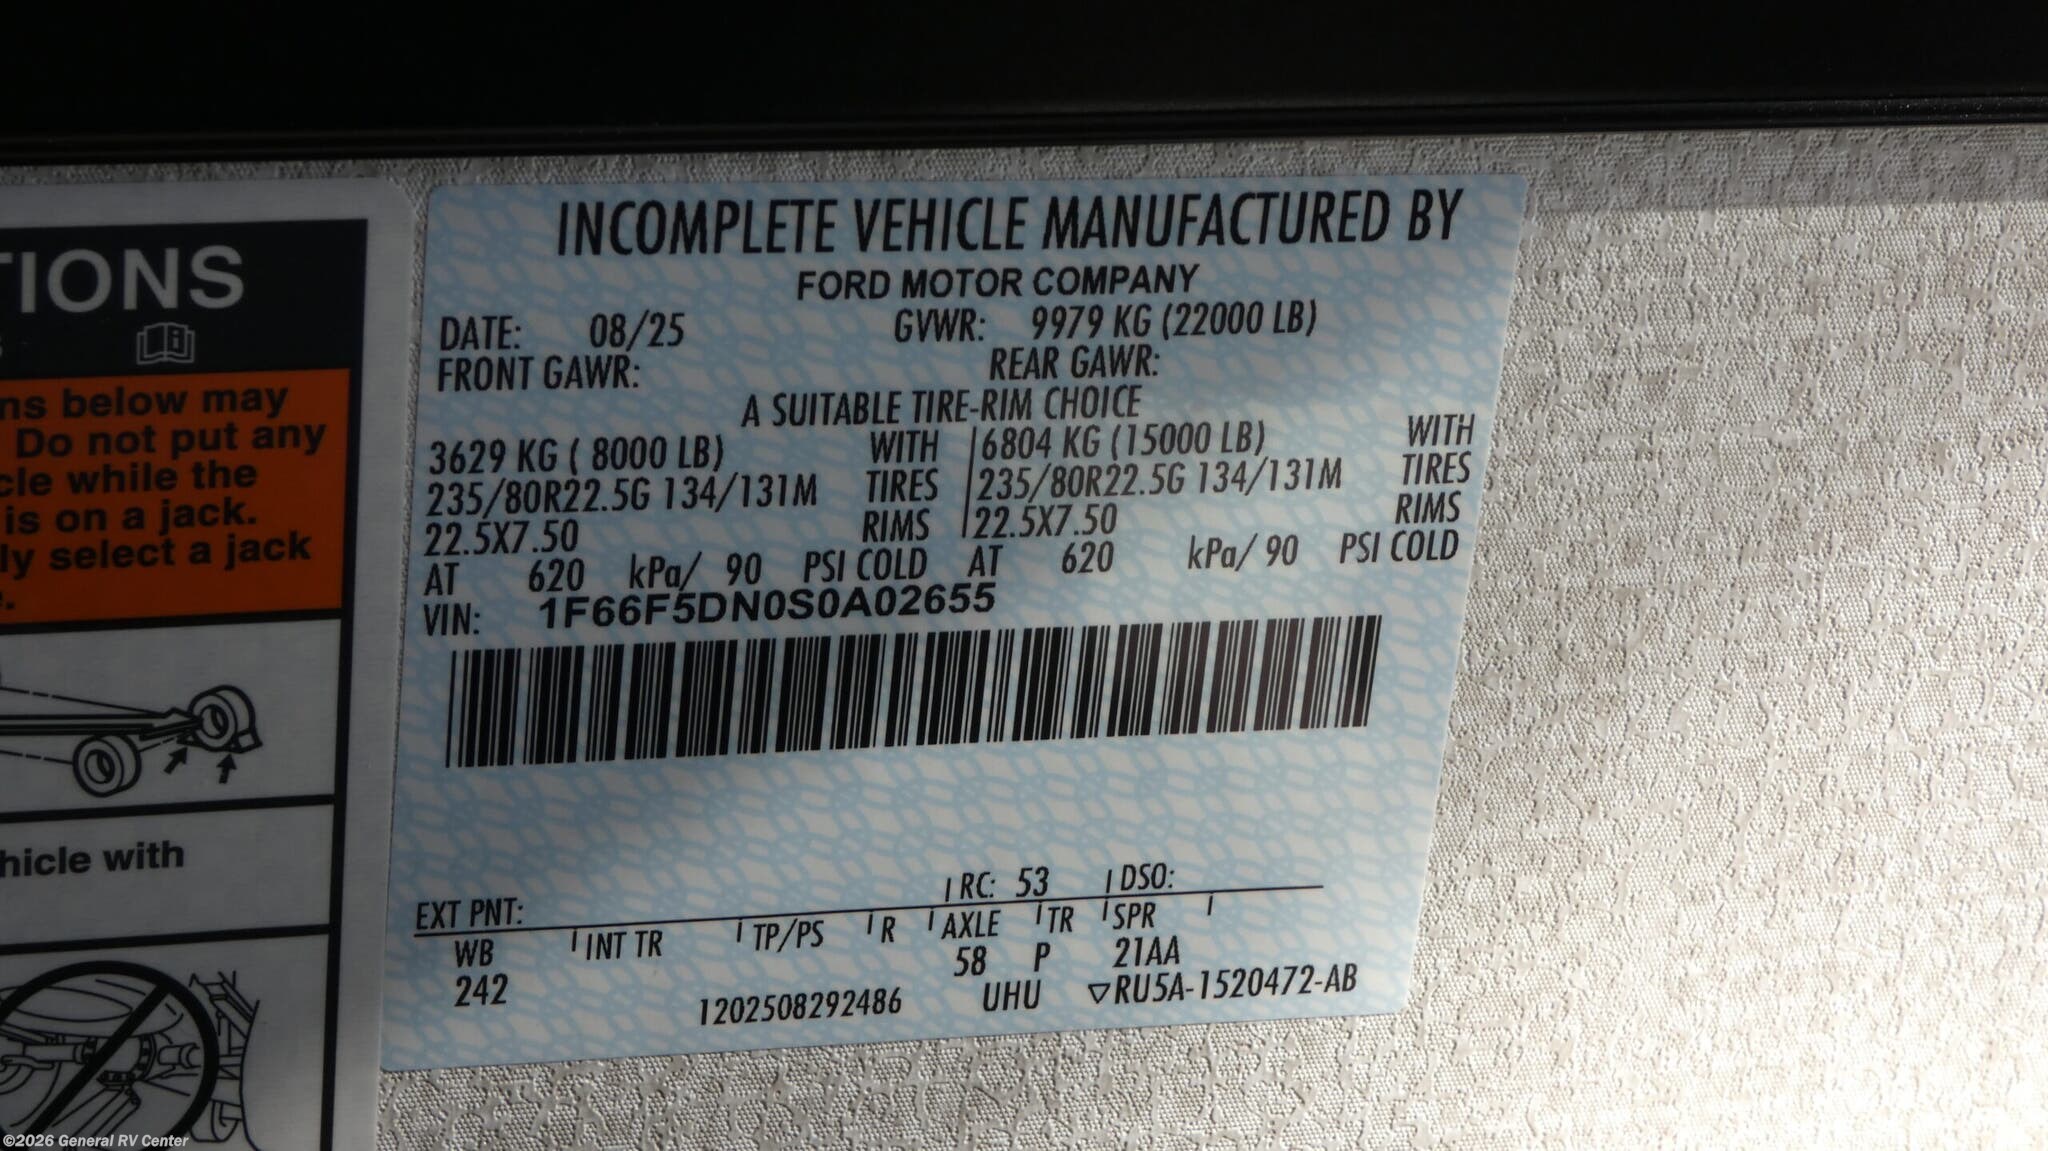 TIONS
ns below may
Do not put any
cle while the
is on a jack.
ly select a jack
hicle with
INCOMPLETE VEHICLE MANUFACTURED BY
FORD MOTOR COMPANY
DATE: 08/25 GVWR: 9979 KG (22000 LB)
FRONT GAWR: REAR GAWR:
A SUITABLE TIRE-RIM CHOICE
3629 KG ( 8000 LB) WITH 6804 KG (15000 LB) WITH
235/80R22.5G 134/131M TIRES 235/80R22.5G 134/131M TIRES
22.5X7.50 RIMS 22.5X7.50 RIMS
AT 620 kPa/ 90 PSI COLD AT 620 kPa/ 90 PSI COLD
VIN: 1F66F5DN0S0A02655
EXT PNT: RC: 53 DSO:
WB INT TR TP/PS R AXLE TR SPR
242 58 P 21AA
1202508292486 UHU ▽RU5A-1520472-AB
©2026 General RV Center